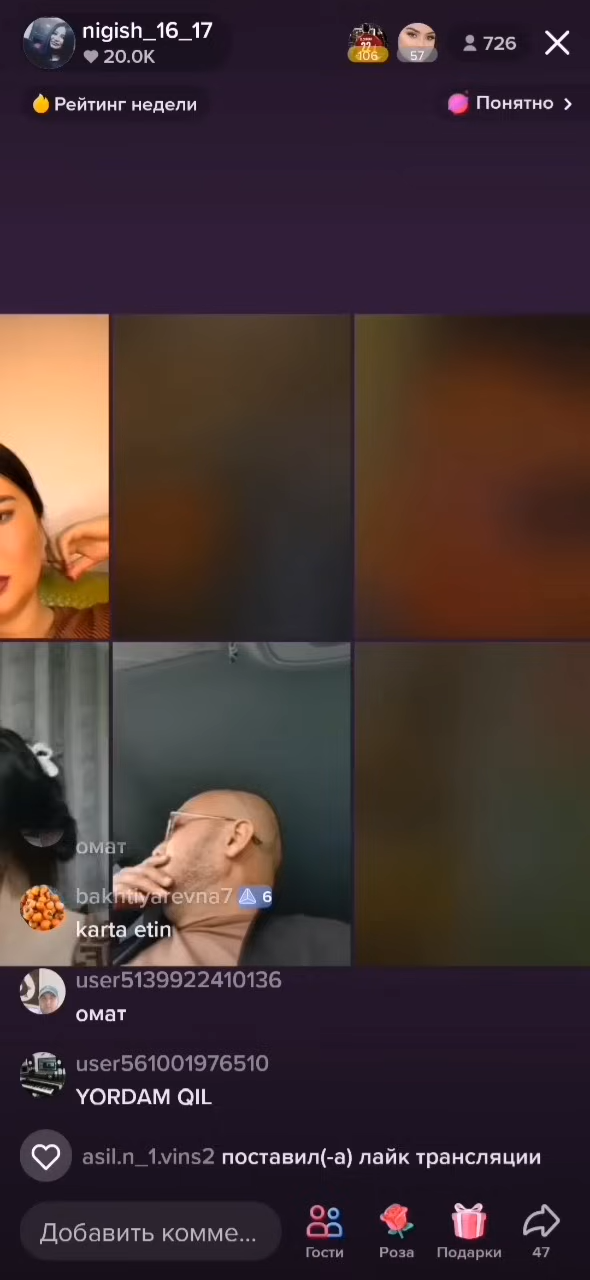 nigish_16_17
20.0K
106
57
726
Рейтинг недели
Понятно
омат
bakhtiyarevna7 6
karta etin
user5139922410136
омат
user561001976510
YORDAM QIL
asil.n_1.vins2 поставил(-а) лайк трансляции
Добавить комме...
Гости
Роза
Подарки
47